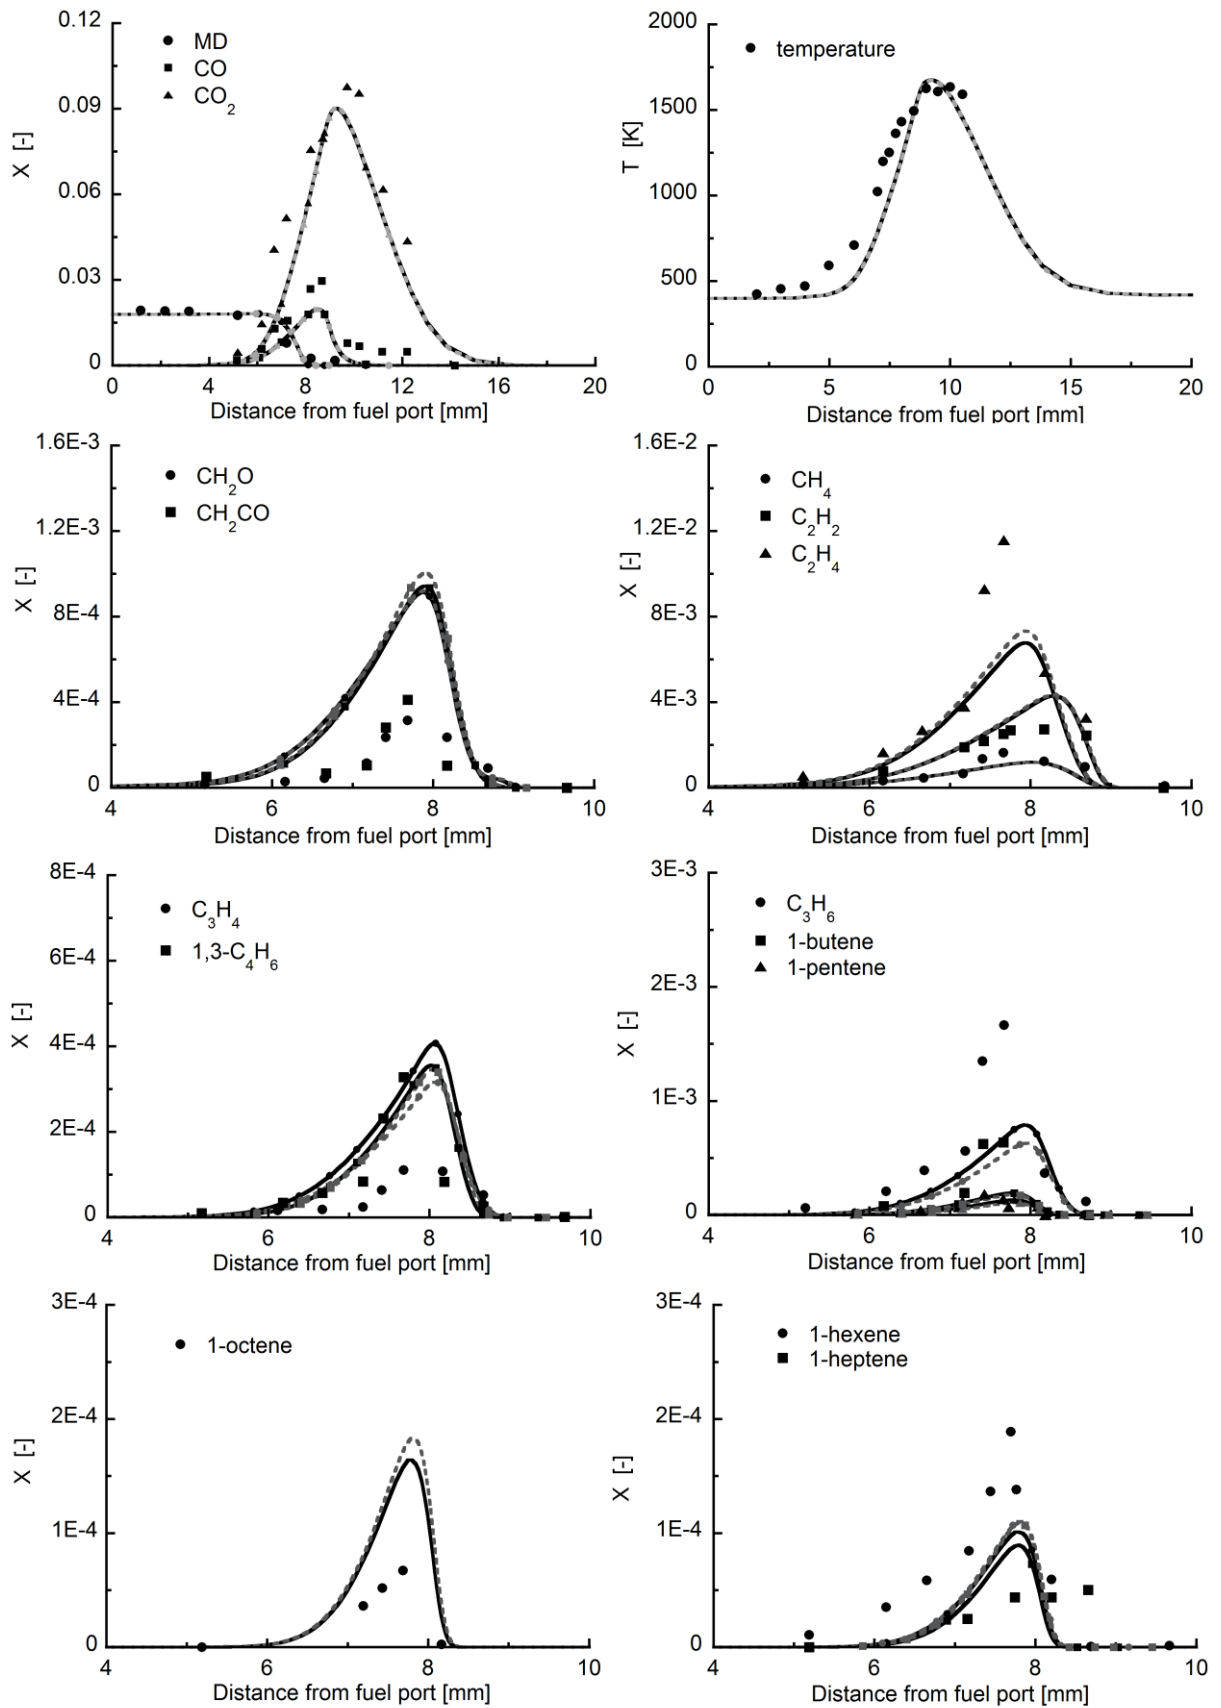 0.12
0.09
0.06
0.03
0
X [-]
MD
CO
CO2
0 4 8 12 16 20
Distance from fuel port [mm]
2000
1500
1000
500
0
T [K]
temperature
0 5 10 15 20
Distance from fuel port [mm]
1.6E-3
1.2E-3
8E-4
4E-4
0
X [-]
CH2O
CH2CO
4 6 8 10
Distance from fuel port [mm]
1.6E-2
1.2E-2
8E-3
4E-3
0
X [-]
CH4
C2H2
C2H4
4 6 8 10
Distance from fuel port [mm]
8E-4
6E-4
4E-4
2E-4
0
X [-]
C3H4
1,3-C4H6
4 6 8 10
Distance from fuel port [mm]
3E-3
2E-3
1E-3
0
X [-]
C3H6
1-butene
1-pentene
4 6 8 10
Distance from fuel port [mm]
3E-4
2E-4
1E-4
0
X [-]
1-octene
4 6 8 10
Distance from fuel port [mm]
3E-4
2E-4
1E-4
0
X [-]
1-hexene
1-heptene
4 6 8 10
Distance from fuel port [mm]